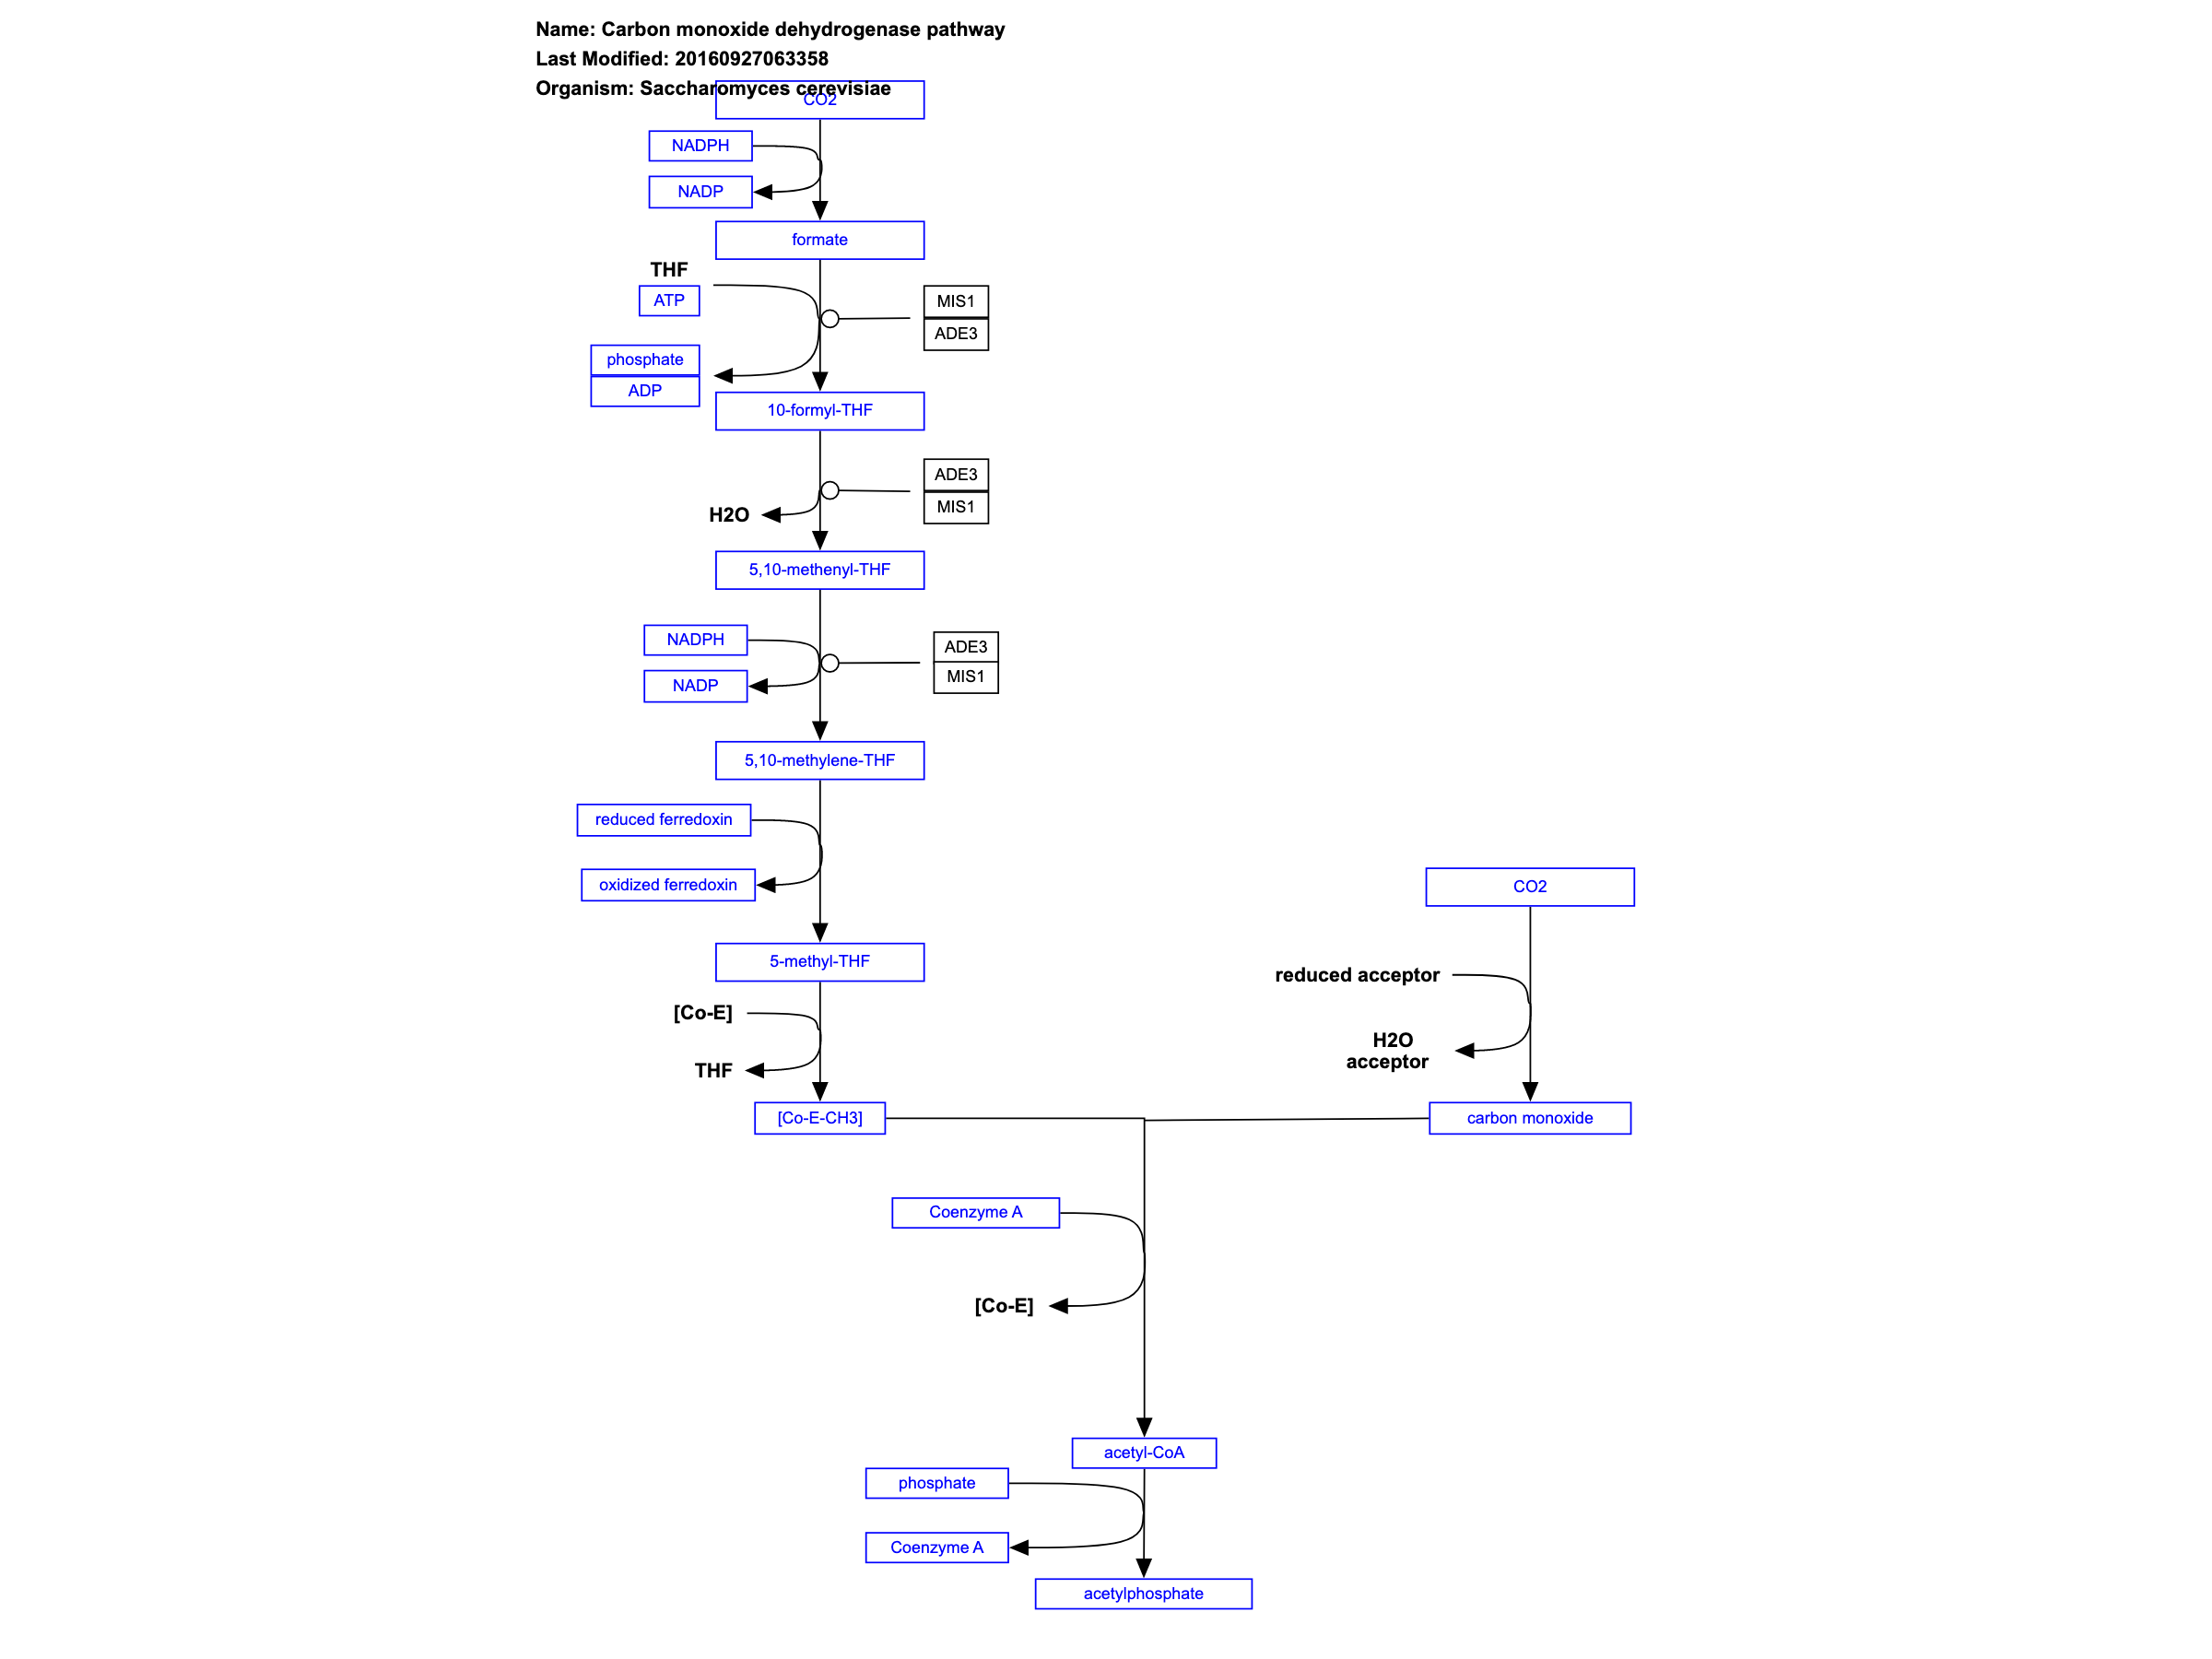 Name: Carbon monoxide dehydrogenase pathway
Last Modified: 20160927063358
Organism: Saccharomyces cerevisiae
CO2
NADPH
NADP
formate
THF
ATP
MIS1
ADE3
phosphate
ADP
10-formyl-THF
ADE3
MIS1
H2O
5,10-methenyl-THF
NADPH
ADE3
MIS1
NADP
5,10-methylene-THF
reduced ferredoxin
oxidized ferredoxin
CO2
5-methyl-THF
reduced acceptor
[Co-E]
H2O
acceptor
THF
[Co-E-CH3]
carbon monoxide
Coenzyme A
[Co-E]
acetyl-CoA
phosphate
Coenzyme A
acetylphosphate